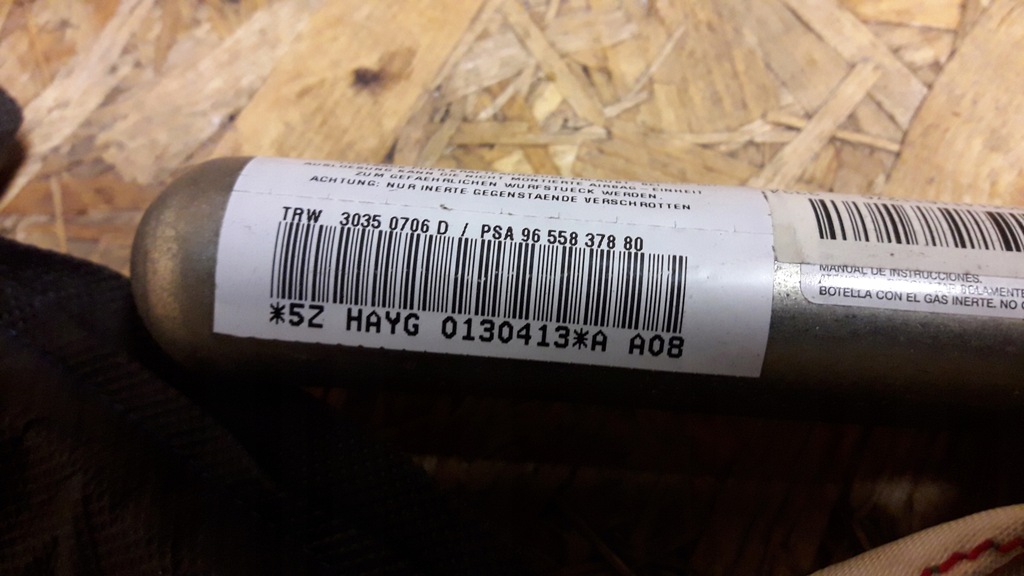 ZUM GEFAEHRLICHEN WURFSTUECK WERDEN.
ACHTUNG: NUR INERTE GEGENSTAENDE VERSCHROTTEN
TRW 3035 0706 D / PSA 96 558 378 80
*5Z HAYG 0130413*A A08
MANUAL DE INSTRUCCIONES.
BOTELLA CON EL GAS INERTE. NO